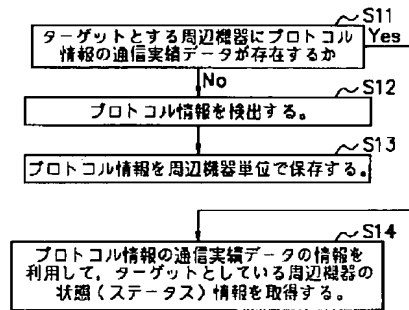 S11
ターゲットとする周辺機器にプロトコル
情報の通信実績データが存在するか
Yes
No
S12
プロトコル情報を検出する。
S13
プロトコル情報を周辺機器単位で保存する。
S14
プロトコル情報の通信実績データの情報を
利用して，ターゲットとしている周辺機器の
状態（ステータス）情報を取得する。